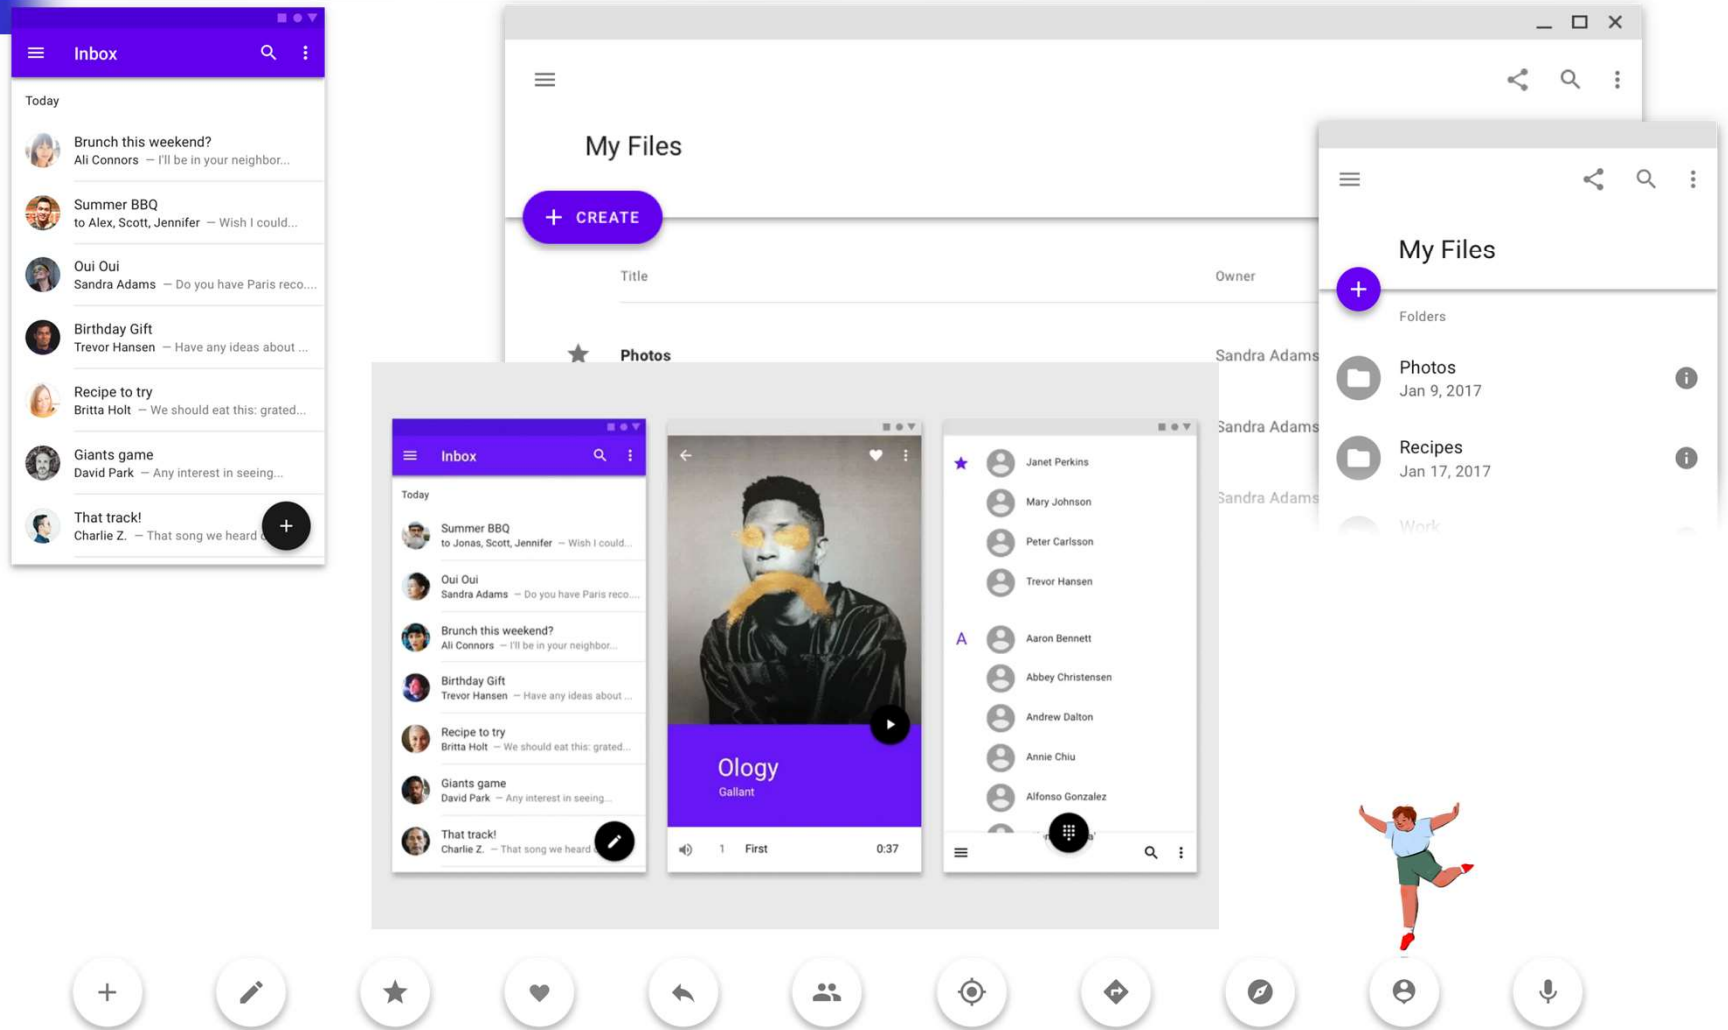 Inbox
Today
Brunch this weekend?
Ali Connors — I'll be in your neighbor...
Summer BBQ
to Alex, Scott, Jennifer — Wish I could...
Oui Oui
Sandra Adams — Do you have Paris reco....
Birthday Gift
Trevor Hansen — Have any ideas about ...
Recipe to try
Britta Holt — We should eat this: grated...
Giants game
David Park — Any interest in seeing...
That track!
Charlie Z. — That song we heard
My Files
+ CREATE
Title
Owner
Photos
Sandra Adams
Sandra Adams
Sandra Adams
My Files
Folders
Photos
Jan 9, 2017
Recipes
Jan 17, 2017
Work
Inbox
Today
Summer BBQ
to Jonas, Scott, Jennifer — Wish I could...
Oui Oui
Sandra Adams — Do you have Paris reco....
Brunch this weekend?
Ali Connors — I'll be in your neighbor...
Birthday Gift
Trevor Hansen — Have any ideas about ...
Recipe to try
Britta Holt — We should eat this: grated...
Giants game
David Park — Any interest in seeing...
That track!
Charlie Z. — That song we heard
Ology
Gallant
1 First 0:37
Janet Perkins
Mary Johnson
Peter Carlsson
Trevor Hansen
A
Aaron Bennett
Abbey Christensen
Andrew Dalton
Annie Chiu
Alfonso Gonzalez